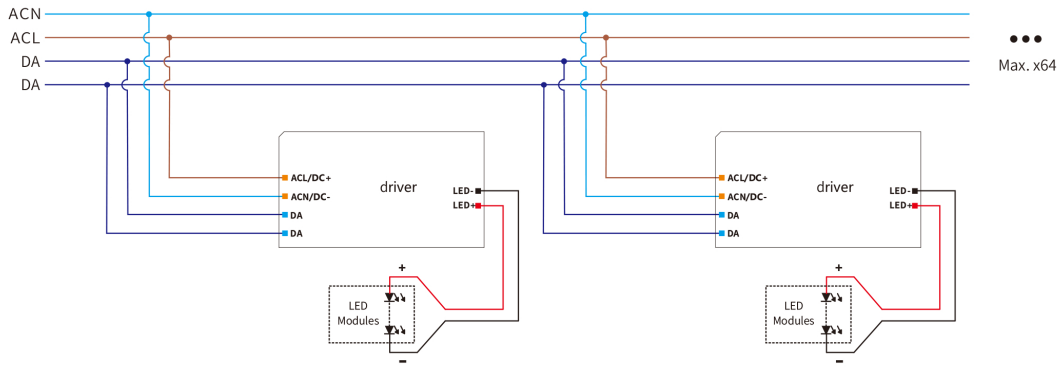 ACN
ACL
DA
DA
●●●
Max. x64
ACL/DC+
ACN/DC-
DA
DA
driver
LED-
LED+
ACL/DC+
ACN/DC-
DA
DA
driver
LED-
LED+
+
LED
Modules
-
+
LED
Modules
-